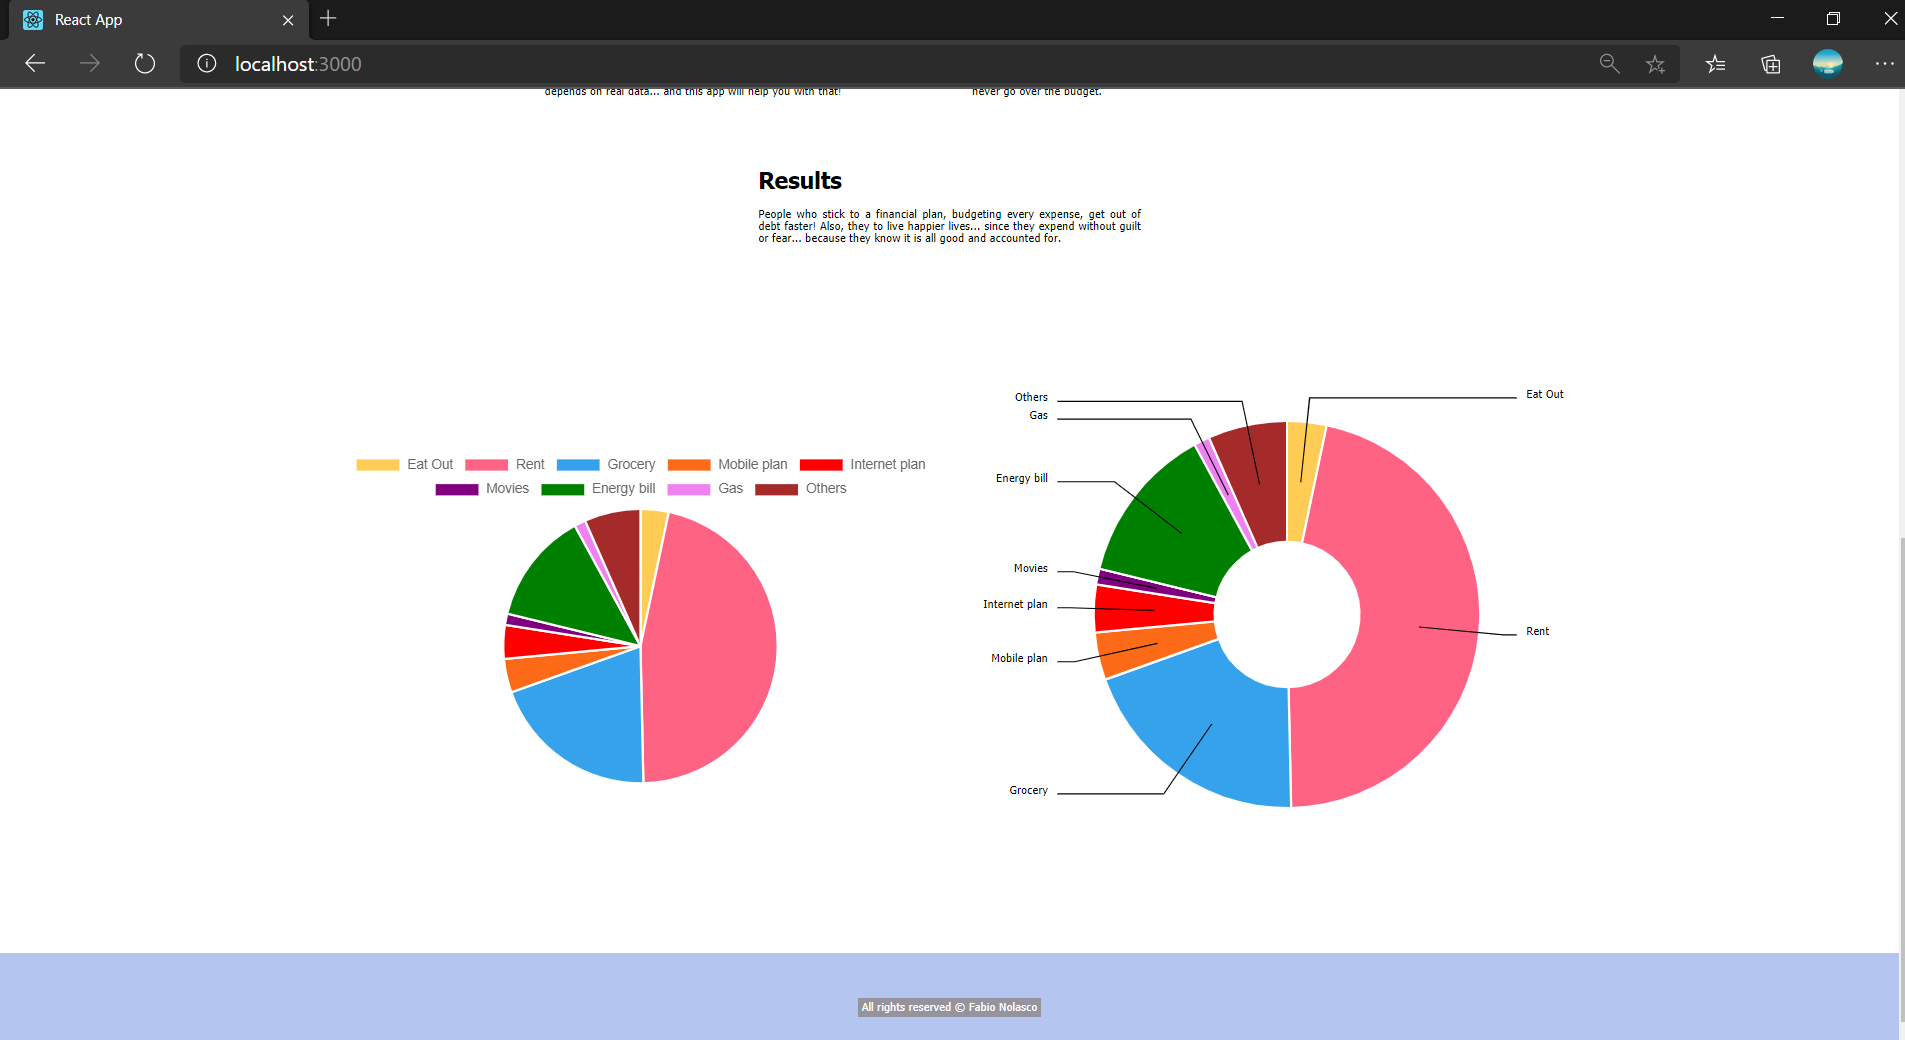 React App
localhost:3000
depends on real data... and this app will help you with that!
never go over the budget.
Results
People who stick to a financial plan, budgeting every expense, get out of
debt faster! Also, they to live happier lives... since they expend without guilt
or fear... because they know it is all good and accounted for.
Eat Out Rent Grocery Mobile plan Internet plan
Movies Energy bill Gas Others
Others
Eat Out
Gas
Energy bill
Movies
Internet plan
Rent
Mobile plan
Grocery
All rights reserved © Fabio Nolasco